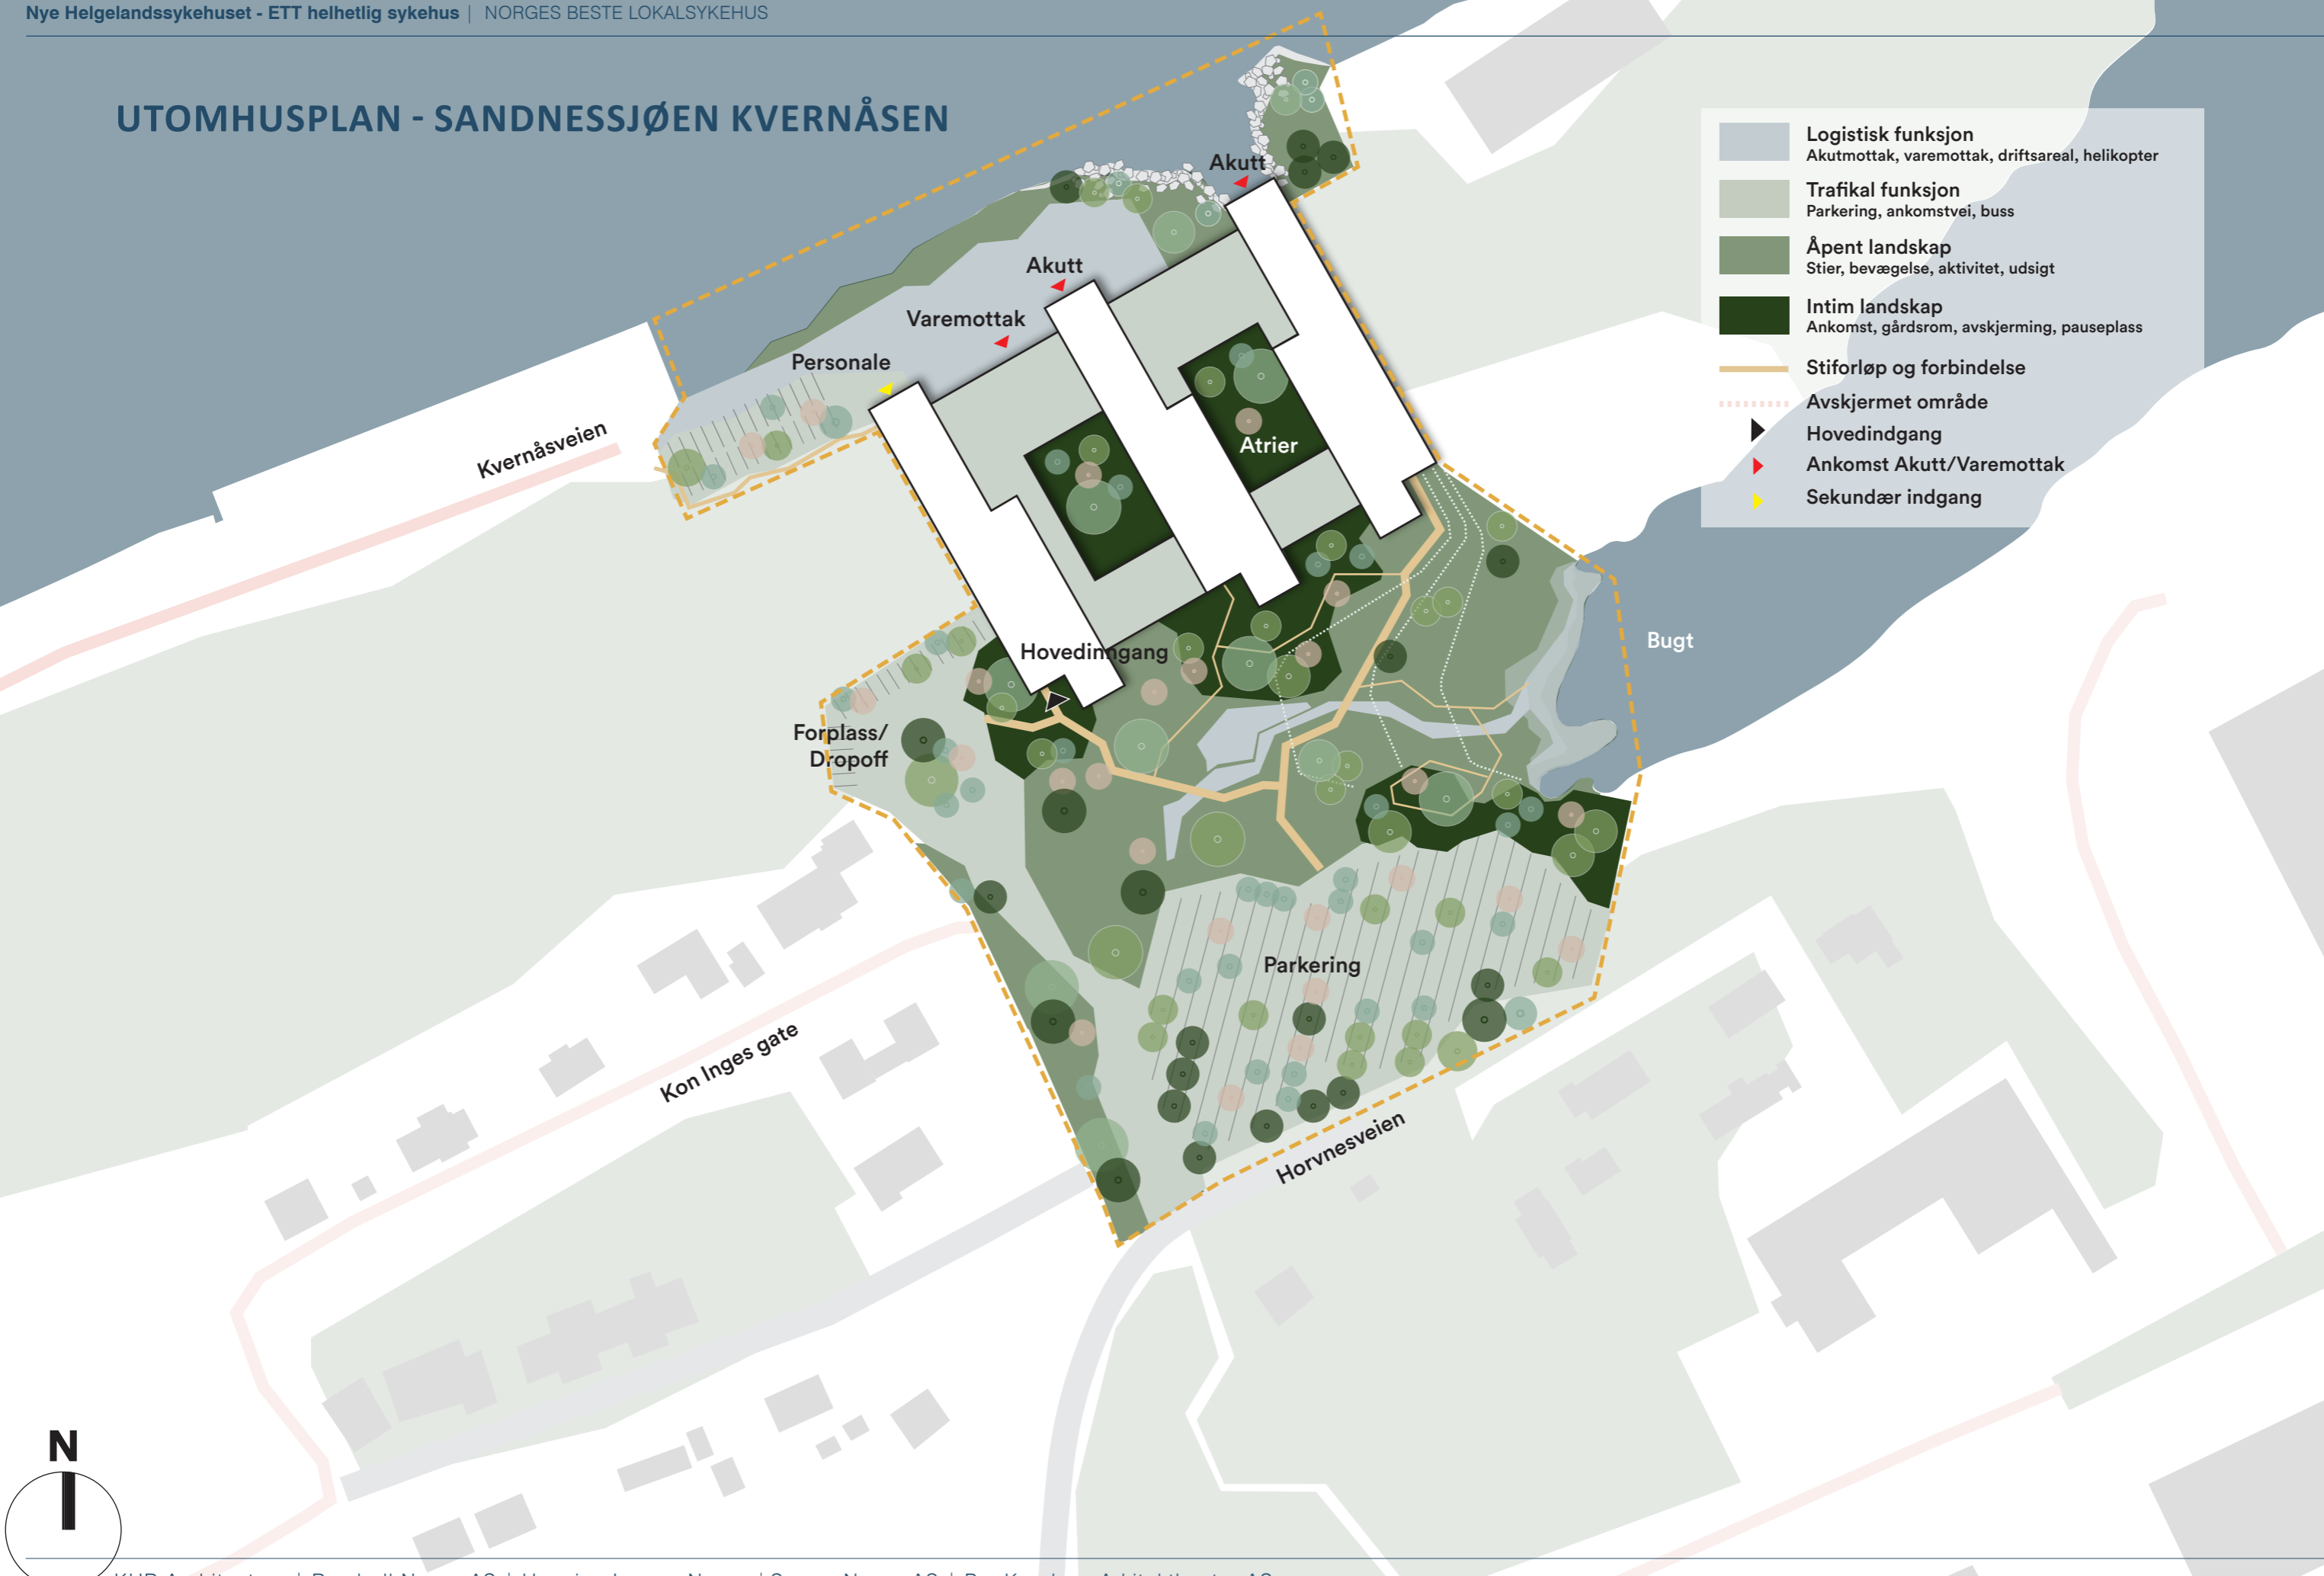 Nye Helgelandssykehuset - ETT helhetlig sykehus | NORGES BESTE LOKALSYKEHUS
UTOMHUSPLAN - SANDNESSJØEN KVERNÅSEN
Logistisk funksjon
Akutmottak, varemottak, driftsareal, helikopter
Trafikal funksjon
Parkering, ankomstvei, buss
Åpent landskap
Stier, bevægelse, aktivitet, udsigt
Intim landskap
Ankomst, gårdsrom, avskjerming, pauseplass
Stiforløp og forbindelse
Avskjermet område
Hovedindgang
Ankomst Akutt/Varemottak
Sekundær indgang
Akutt
Akutt
Varemottak
Personale
Kvernåsveien
Atrier
Hovedinngang
Bugt
Forplass/
Dropoff
Parkering
Kon Inges gate
Horvnesveien
N